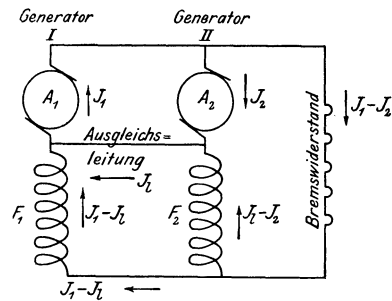 Generator Generator
I II
A₁ J₁ A₂ J₂ J₁–J₂
Ausgleichs=
leitung
Jₗ
F₁ J₁–Jₗ F₂ Jₗ–J₂
Bremswiderstand
J₁–Jₗ